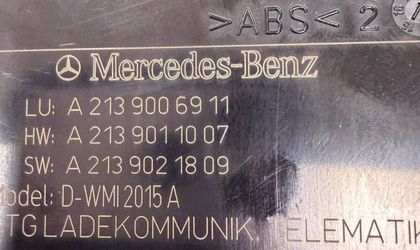 >ABS< 2
Mercedes-Benz
LU: A 213 900 69 11
HW: A 213 901 10 07
SW: A 213 902 18 09
Model: D-WMI 2015 A
TG LADEKOMMUNIK. TELEMATIK